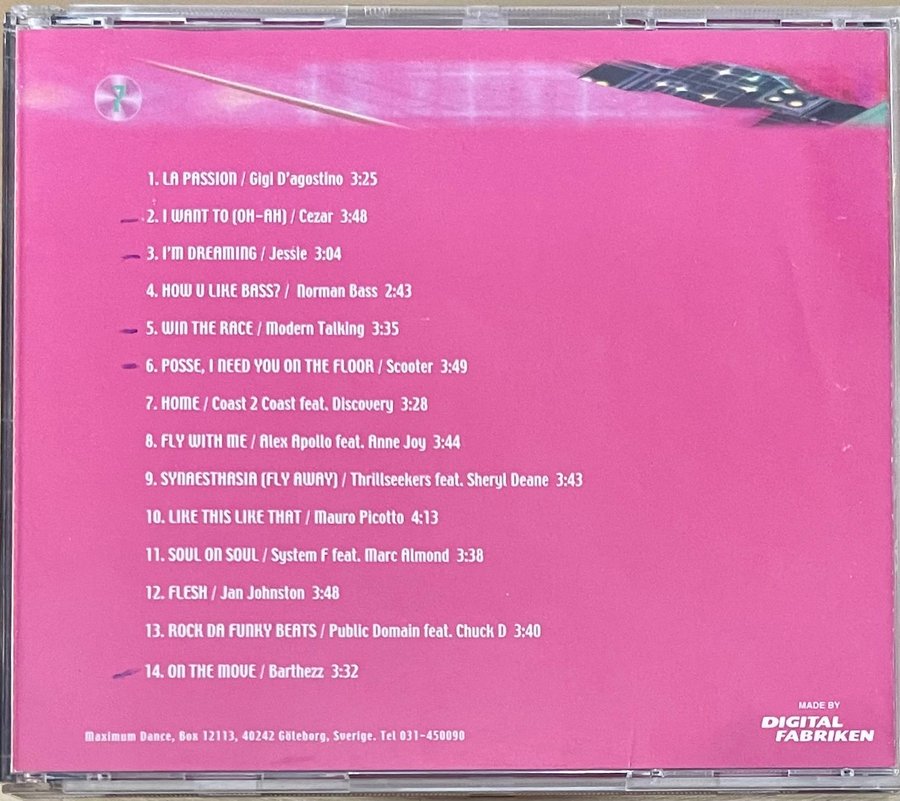 7
1. LA PASSION / Gigi D'agostino 3:25
2. I WANT TO (OH-AH) / Cezar 3:48
3. I'M DREAMING / Jessie 3:04
4. HOW U LIKE BASS? / Norman Bass 2:43
5. WIN THE RACE / Modern Talking 3:35
6. POSSE, I NEED YOU ON THE FLOOR / Scooter 3:49
7. HOME / Coast 2 Coast feat. Discovery 3:28
8. FLY WITH ME / Alex Apollo feat. Anne Joy 3:44
9. SYNAESTHASIA (FLY AWAY) / Thrillseekers feat. Sheryl Deane 3:43
10. LIKE THIS LIKE THAT / Mauro Picotto 4:13
11. SOUL ON SOUL / System F feat. Marc Almond 3:38
12. FLESH / Jan Johnston 3:48
13. ROCK DA FUNKY BEATS / Public Domain feat. Chuck D 3:40
14. ON THE MOVE / Barthezz 3:32
Maximum Dance, Box 12113, 40242 Göteborg, Sverige. Tel 031-450090
MADE BY
DIGITAL
FABRIKEN